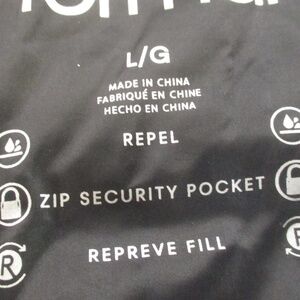 L/G
MADE IN CHINA
FABRIQUÉ EN CHINE
HECHO EN CHINA
REPEL
ZIP SECURITY POCKET
REPREVE FILL
R
R